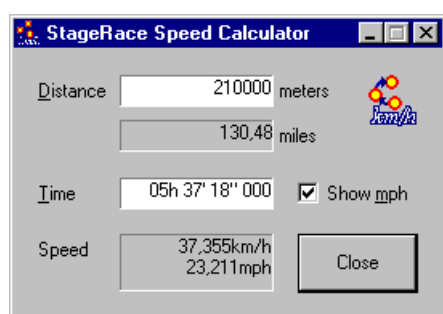 StageRace Speed Calculator
Distance 210000 meters
km/h
130,48 miles
Time 05h 37' 18'' 000 Show mph
Speed 37,355km/h
23,211mph
Close